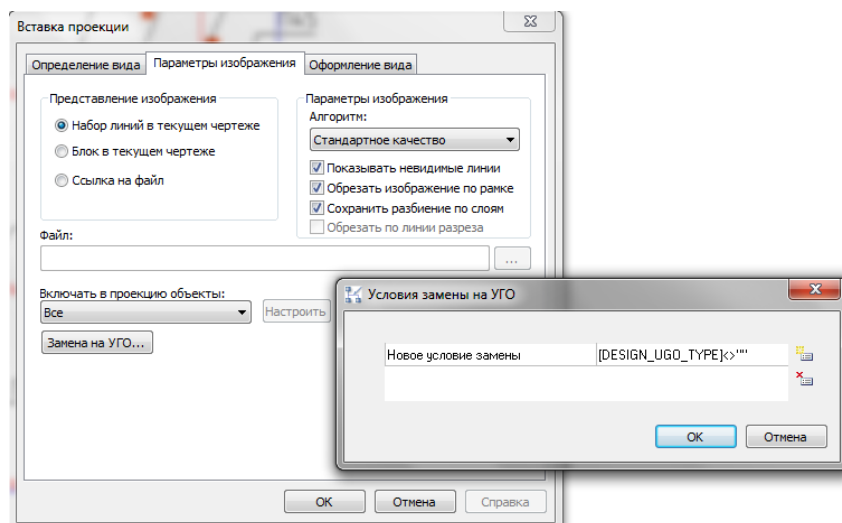 Вставка проекции
Определение вида Параметры изображения Оформление вида
Представление изображения
Набор линий в текущем чертеже
Блок в текущем чертеже
Ссылка на файл
Параметры изображения
Алгоритм:
Стандартное качество
Показывать невидимые линии
Обрезать изображение по рамке
Сохранить разбиение по слоям
Обрезать по линии разреза
Файл:
...
Включать в проекцию объекты:
Все Настроить
Замена на УГО...
Условия замены на УГО
Новое условие замены [DESIGN_UGO_TYPE]<>""
ОК Отмена
ОК Отмена Справка